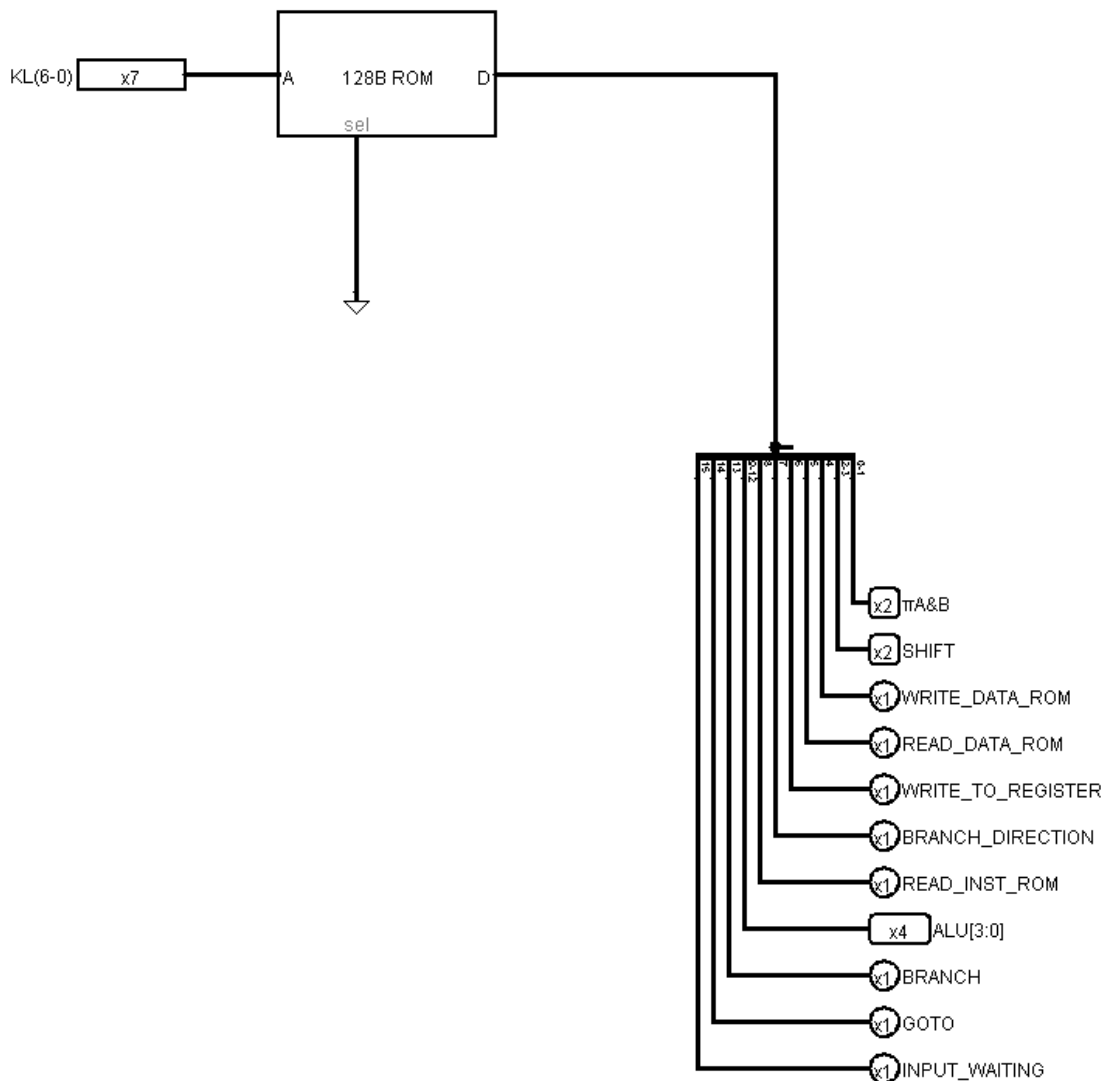 KL(6-0) x7 A 128B ROM D
sel
15 14 13 9-12 8 7 6 5 4 2-3 0-1
x2 πA&B
x2 SHIFT
x1 WRITE_DATA_ROM
x1 READ_DATA_ROM
x1 WRITE_TO_REGISTER
x1 BRANCH_DIRECTION
x1 READ_INST_ROM
x4 ALU[3:0]
x1 BRANCH
x1 GOTO
x1 INPUT_WAITING